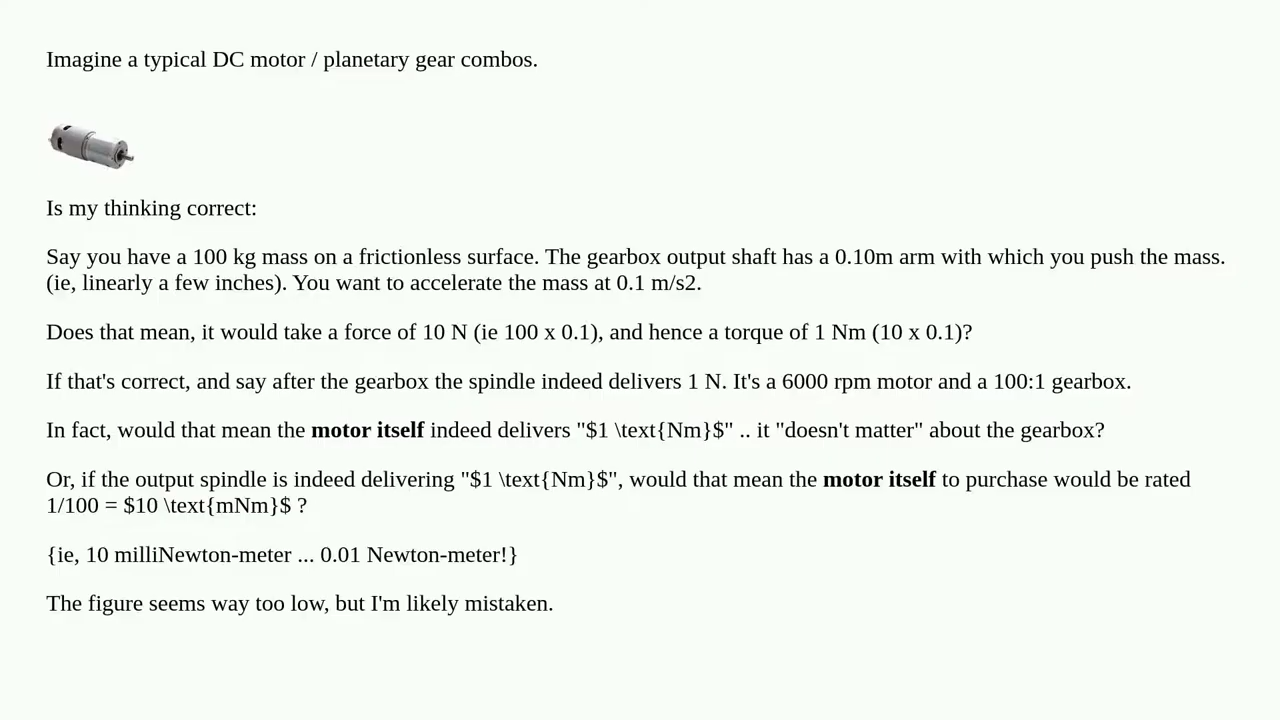 Imagine a typical DC motor / planetary gear combos.
Is my thinking correct:
Say you have a 100 kg mass on a frictionless surface. The gearbox output shaft has a 0.10m arm with which you push the mass.
(ie, linearly a few inches). You want to accelerate the mass at 0.1 m/s2.
Does that mean, it would take a force of 10 N (ie 100 x 0.1), and hence a torque of 1 Nm (10 x 0.1)?
If that's correct, and say after the gearbox the spindle indeed delivers 1 N. It's a 6000 rpm motor and a 100:1 gearbox.
In fact, would that mean the motor itself indeed delivers "$1 \text{Nm}$" .. it "doesn't matter" about the gearbox?
Or, if the output spindle is indeed delivering "$1 \text{Nm}$", would that mean the motor itself to purchase would be rated
1/100 = $10 \text{mNm}$ ?
{ie, 10 milliNewton-meter ... 0.01 Newton-meter!}
The figure seems way too low, but I'm likely mistaken.